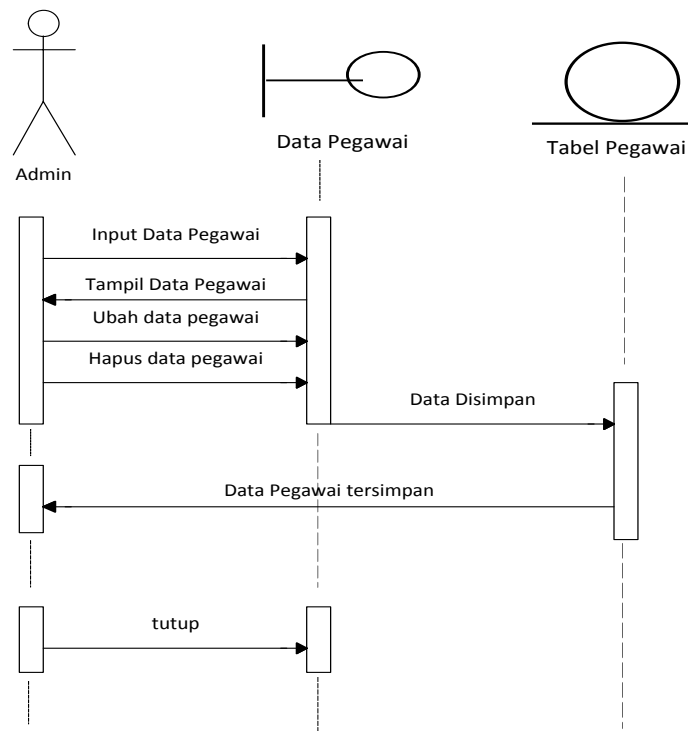 Data Pegawai
Tabel Pegawai
Admin
Input Data Pegawai
Tampil Data Pegawai
Ubah data pegawai
Hapus data pegawai
Data Disimpan
Data Pegawai tersimpan
tutup